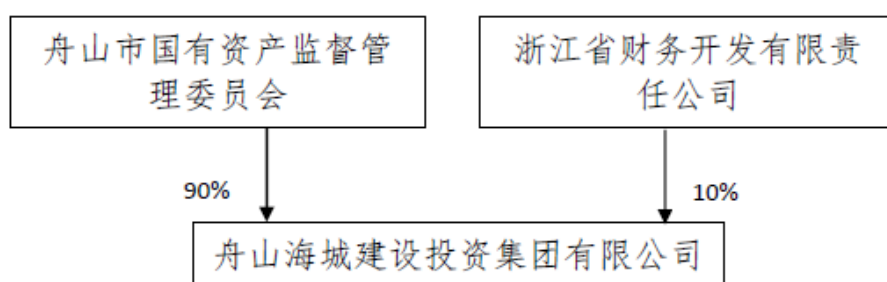 舟山市国有资产监督管
理委员会
浙江省财务开发有限责
任公司
90%
10%
舟山海城建设投资集团有限公司